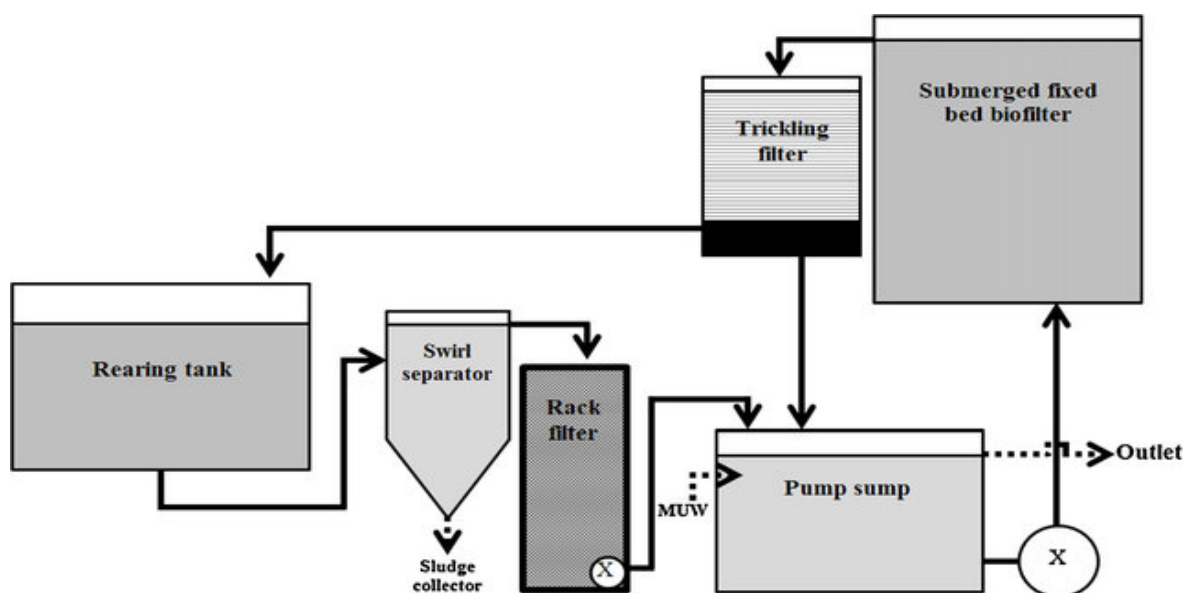 Submerged fixed
bed biofilter
Trickling
filter
Rearing tank
Swirl
separator
Rack
filter
Pump sump
Outlet
MUW
X
X
Sludge
collector